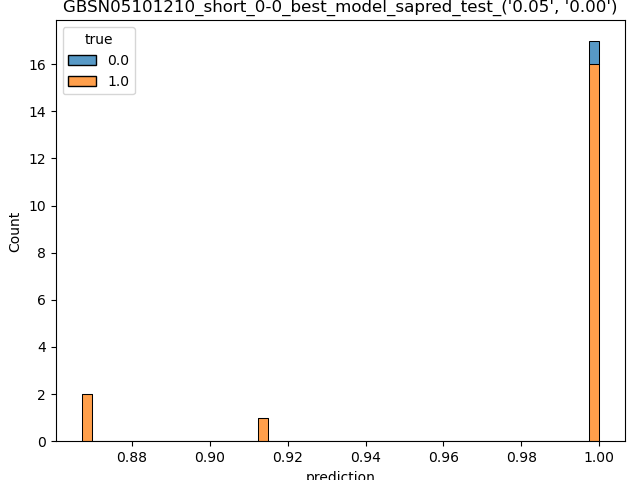 GBSN05101210_short_0-0_best_model_sapred_test_('0.05', '0.00')
true
0.0
1.0
Count
16
14
12
10
8
6
4
2
0
0.88 0.90 0.92 0.94 0.96 0.98 1.00
prediction